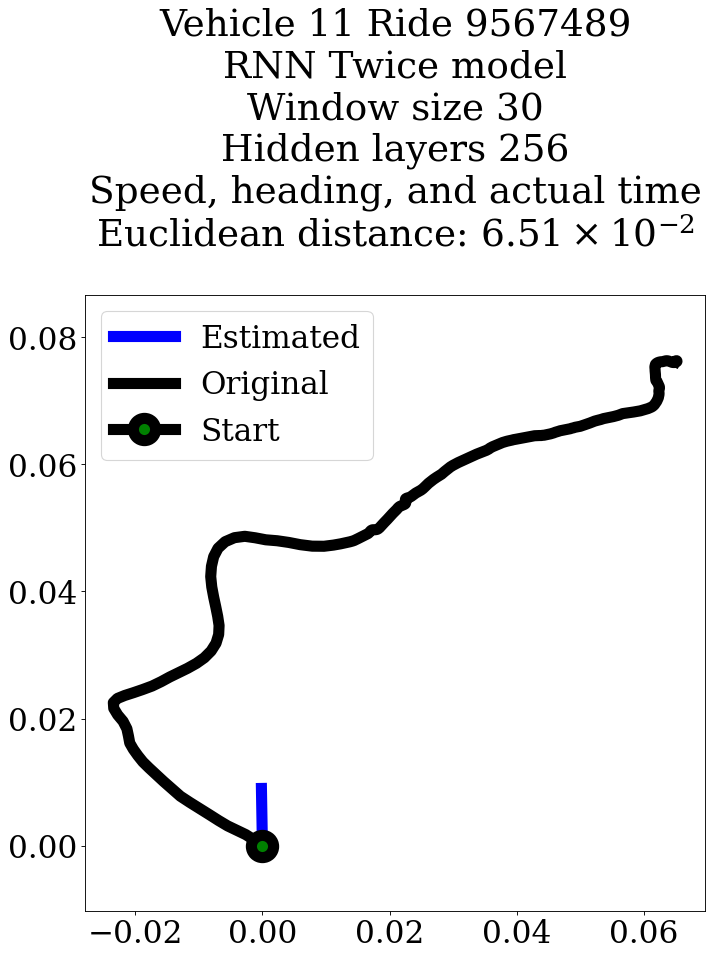 Vehicle 11 Ride 9567489
RNN Twice model
Window size 30
Hidden layers 256
Speed, heading, and actual time
Euclidean distance: 6.51 × 10⁻²
Estimated
Original
Start
0.08
0.06
0.04
0.02
0.00
−0.02 0.00 0.02 0.04 0.06